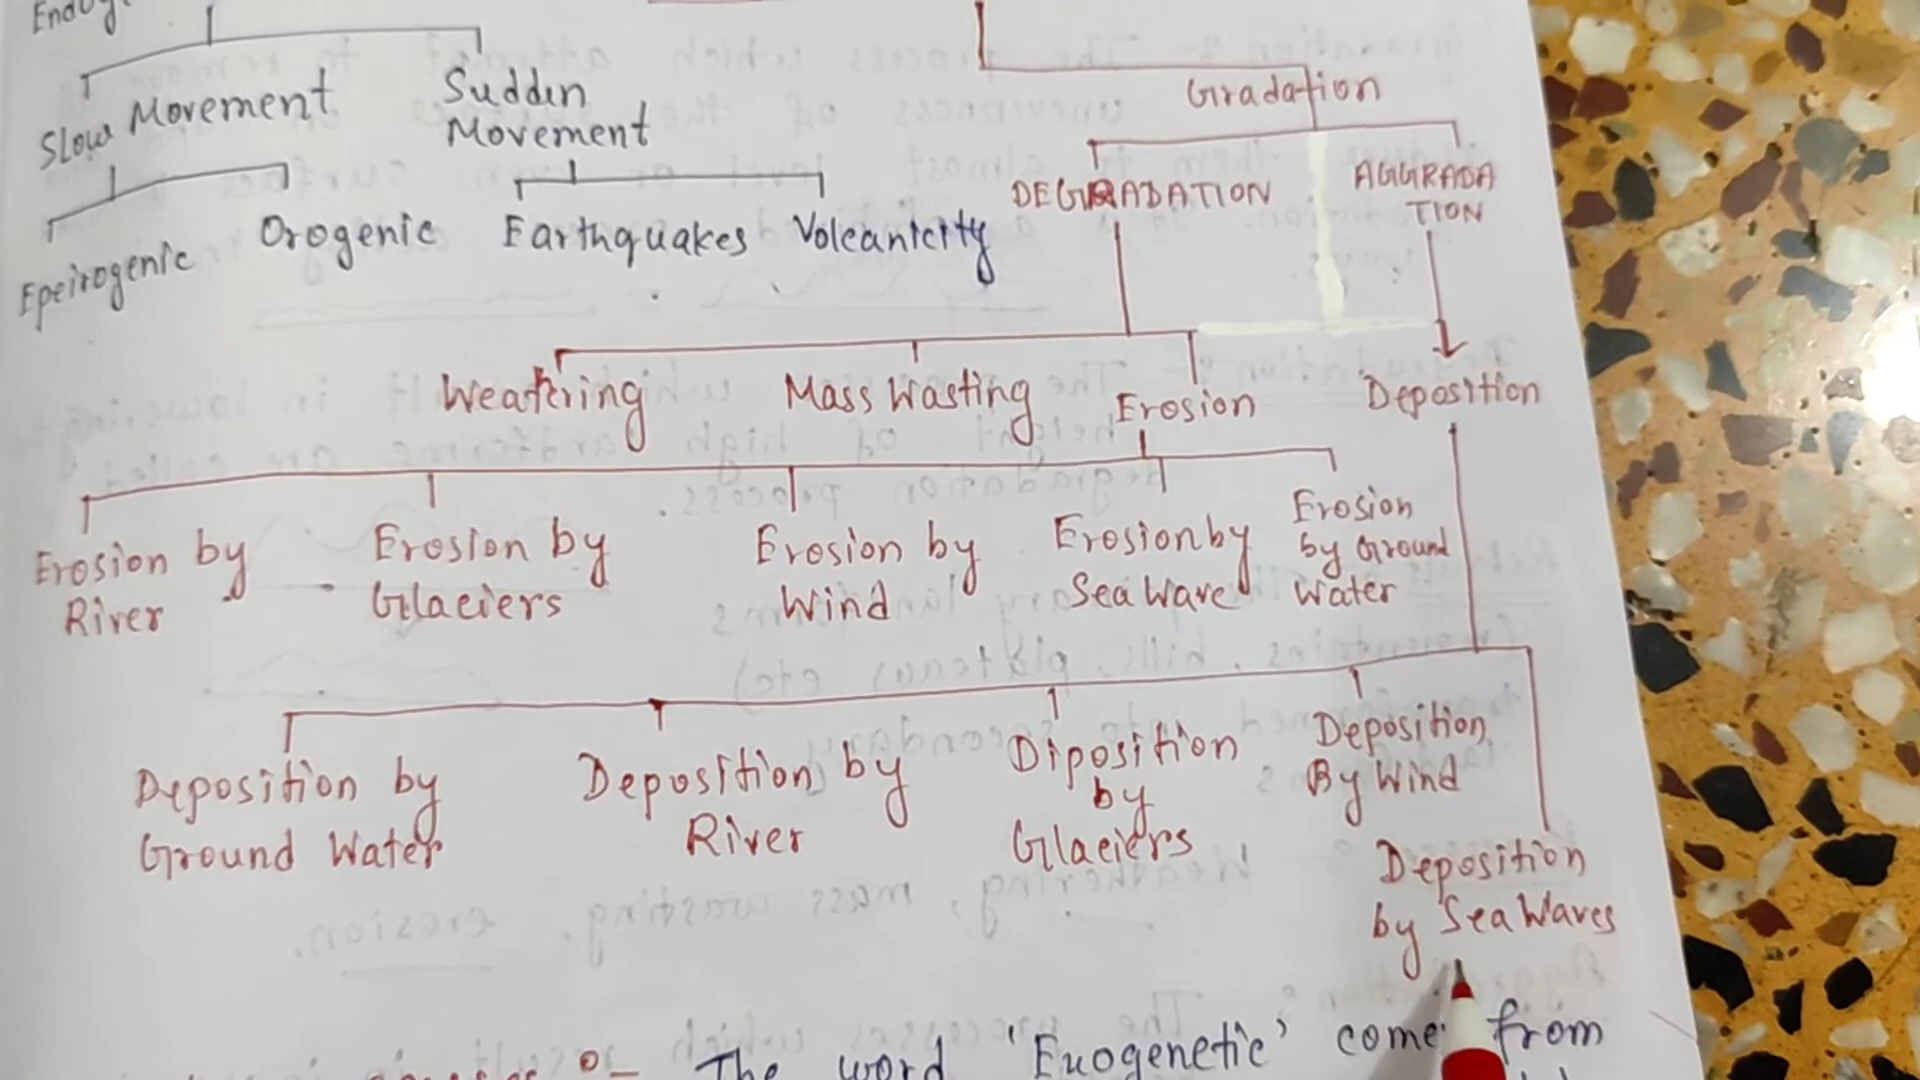 Slow Movement
Sudden
Movement
Gradation
DEGRADATION
AGGRADA
TION
Epeirogenic
Orogenic
Earthquakes
Volcanicity
Weathering
Mass Wasting
Erosion
Deposition
Erosion by
River
Erosion by
Glaciers
Erosion by
Wind
Erosion by
Sea Wave
Erosion
by Ground
Water
Deposition by
Ground Water
Deposition by
River
Diposition
by
Glaciers
Deposition
By Wind
Deposition
by Sea Waves
The word 'Exogenetic' come from